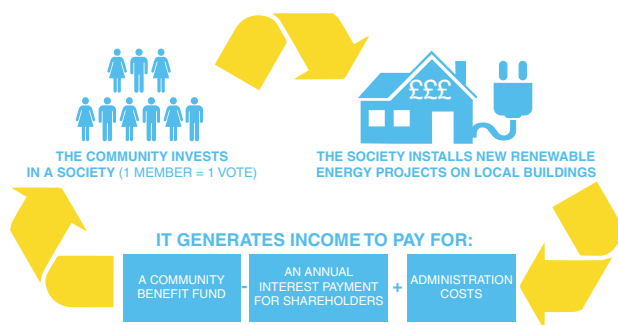 £££
THE COMMUNITY INVESTS
IN A SOCIETY (1 MEMBER = 1 VOTE)
THE SOCIETY INSTALLS NEW RENEWABLE
ENERGY PROJECTS ON LOCAL BUILDINGS
IT GENERATES INCOME TO PAY FOR:
A COMMUNITY
BENEFIT FUND
-
AN ANNUAL
INTEREST PAYMENT
FOR SHAREHOLDERS
+
ADMINISTRATION
COSTS